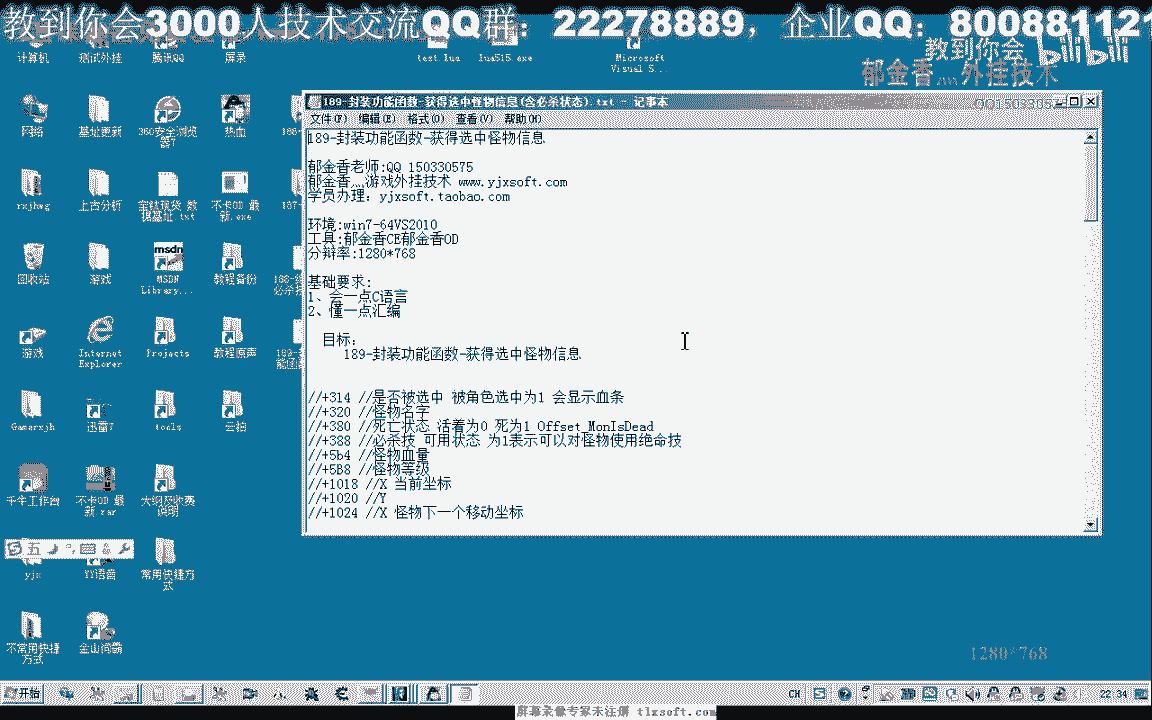 教到你会3000人技术交流QQ群：22278889，企业QQ：800881121
教到你会
bilibili
郁金香灬外挂技术
计算机
测试外挂
腾讯QQ
屏录
test.lua
lua515.exe
Microsoft Visual S...
189-封装功能函数-获得选中怪物信息(含必杀状态).txt - 记事本
文件(F) 编辑(E) 格式(O) 查看(V) 帮助(H)
189-封装功能函数-获得选中怪物信息
郁金香老师:QQ 150330575
郁金香灬游戏外挂技术 www.yjxsoft.com
学员办理: yjxsoft.taobao.com
环境:win7-64VS2010
工具:郁金香CE郁金香OD
分辩率:1280*768
基础要求:
1、会一点C语言
2、懂一点汇编
目标:
189-封装功能函数-获得选中怪物信息
//+314 //是否被选中 被角色选中为1 会显示血条
//+320 //怪物名字
//+380 //死亡状态 活着为0 死为1 Offset_MonIsDead
//+388 //必杀技 可用状态 为1表示可以对怪物使用绝命技
//+5b4 //怪物血量
//+5B8 //怪物等级
//+1018 //X 当前坐标
//+1020 //Y
//+1024 //X 怪物下一个移动坐标
网络
基址更新
360安全浏览器7
热血
rxjhwg
上古分析
不卡OD 最新.exe
回收站
游戏
MSDN Library...
教程备份
游戏
Internet Explorer
Projects
教程原声
Gamerxjh
迅雷7
tools
云拍
千牛工作台
不卡OD 最新.rar
大纲及收费说明
五
yjx
YY语音
常用快捷方式
不常用快捷方式
金山词霸
1280*768
开始
CH
22:34
屏幕录像专家未注册 tlxsoft.com